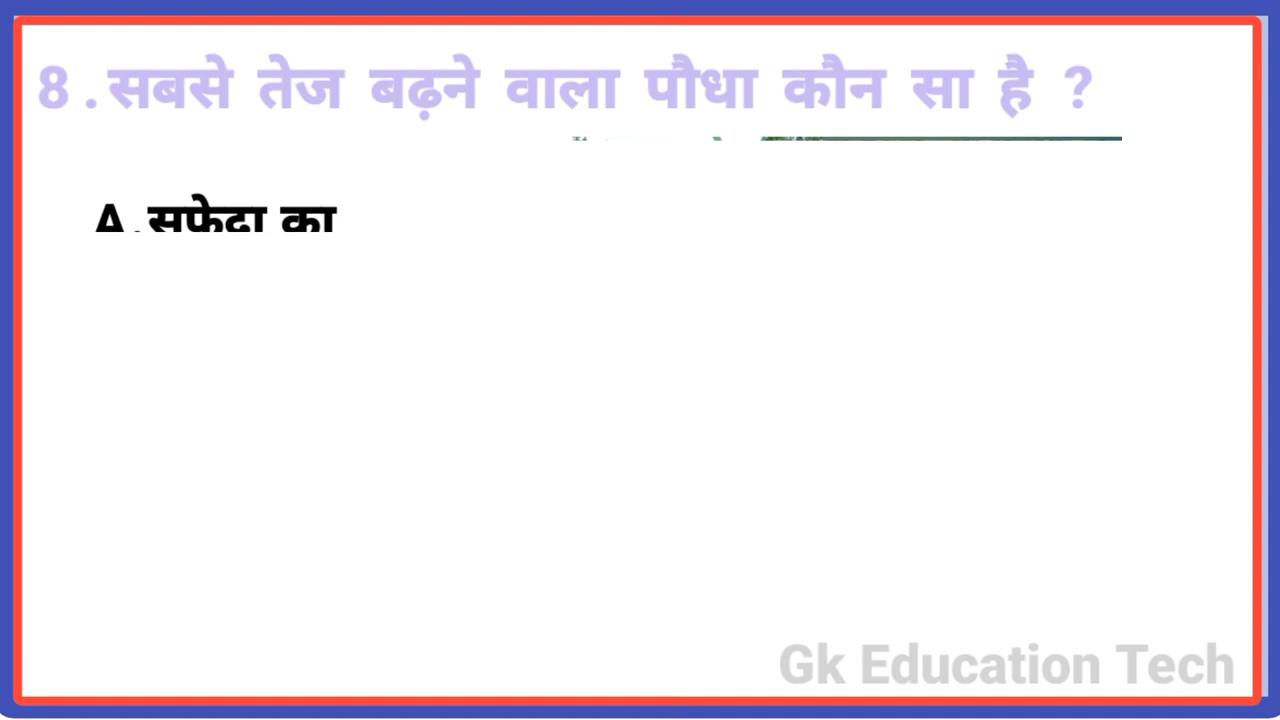 8 . सबसे तेज बढ़ने वाला पौधा कौन सा है ?
A . सफेदा का
Gk Education Tech